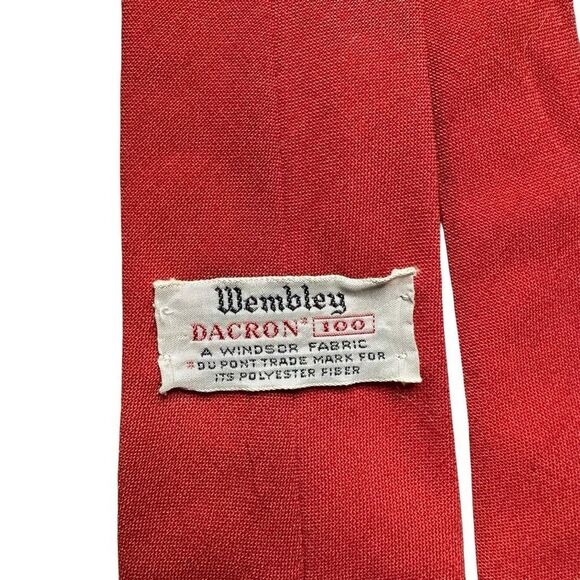 Wembley
DACRON* 100
A WINDSOR FABRIC
*DU PONT TRADE MARK FOR
ITS POLYESTER FIBER